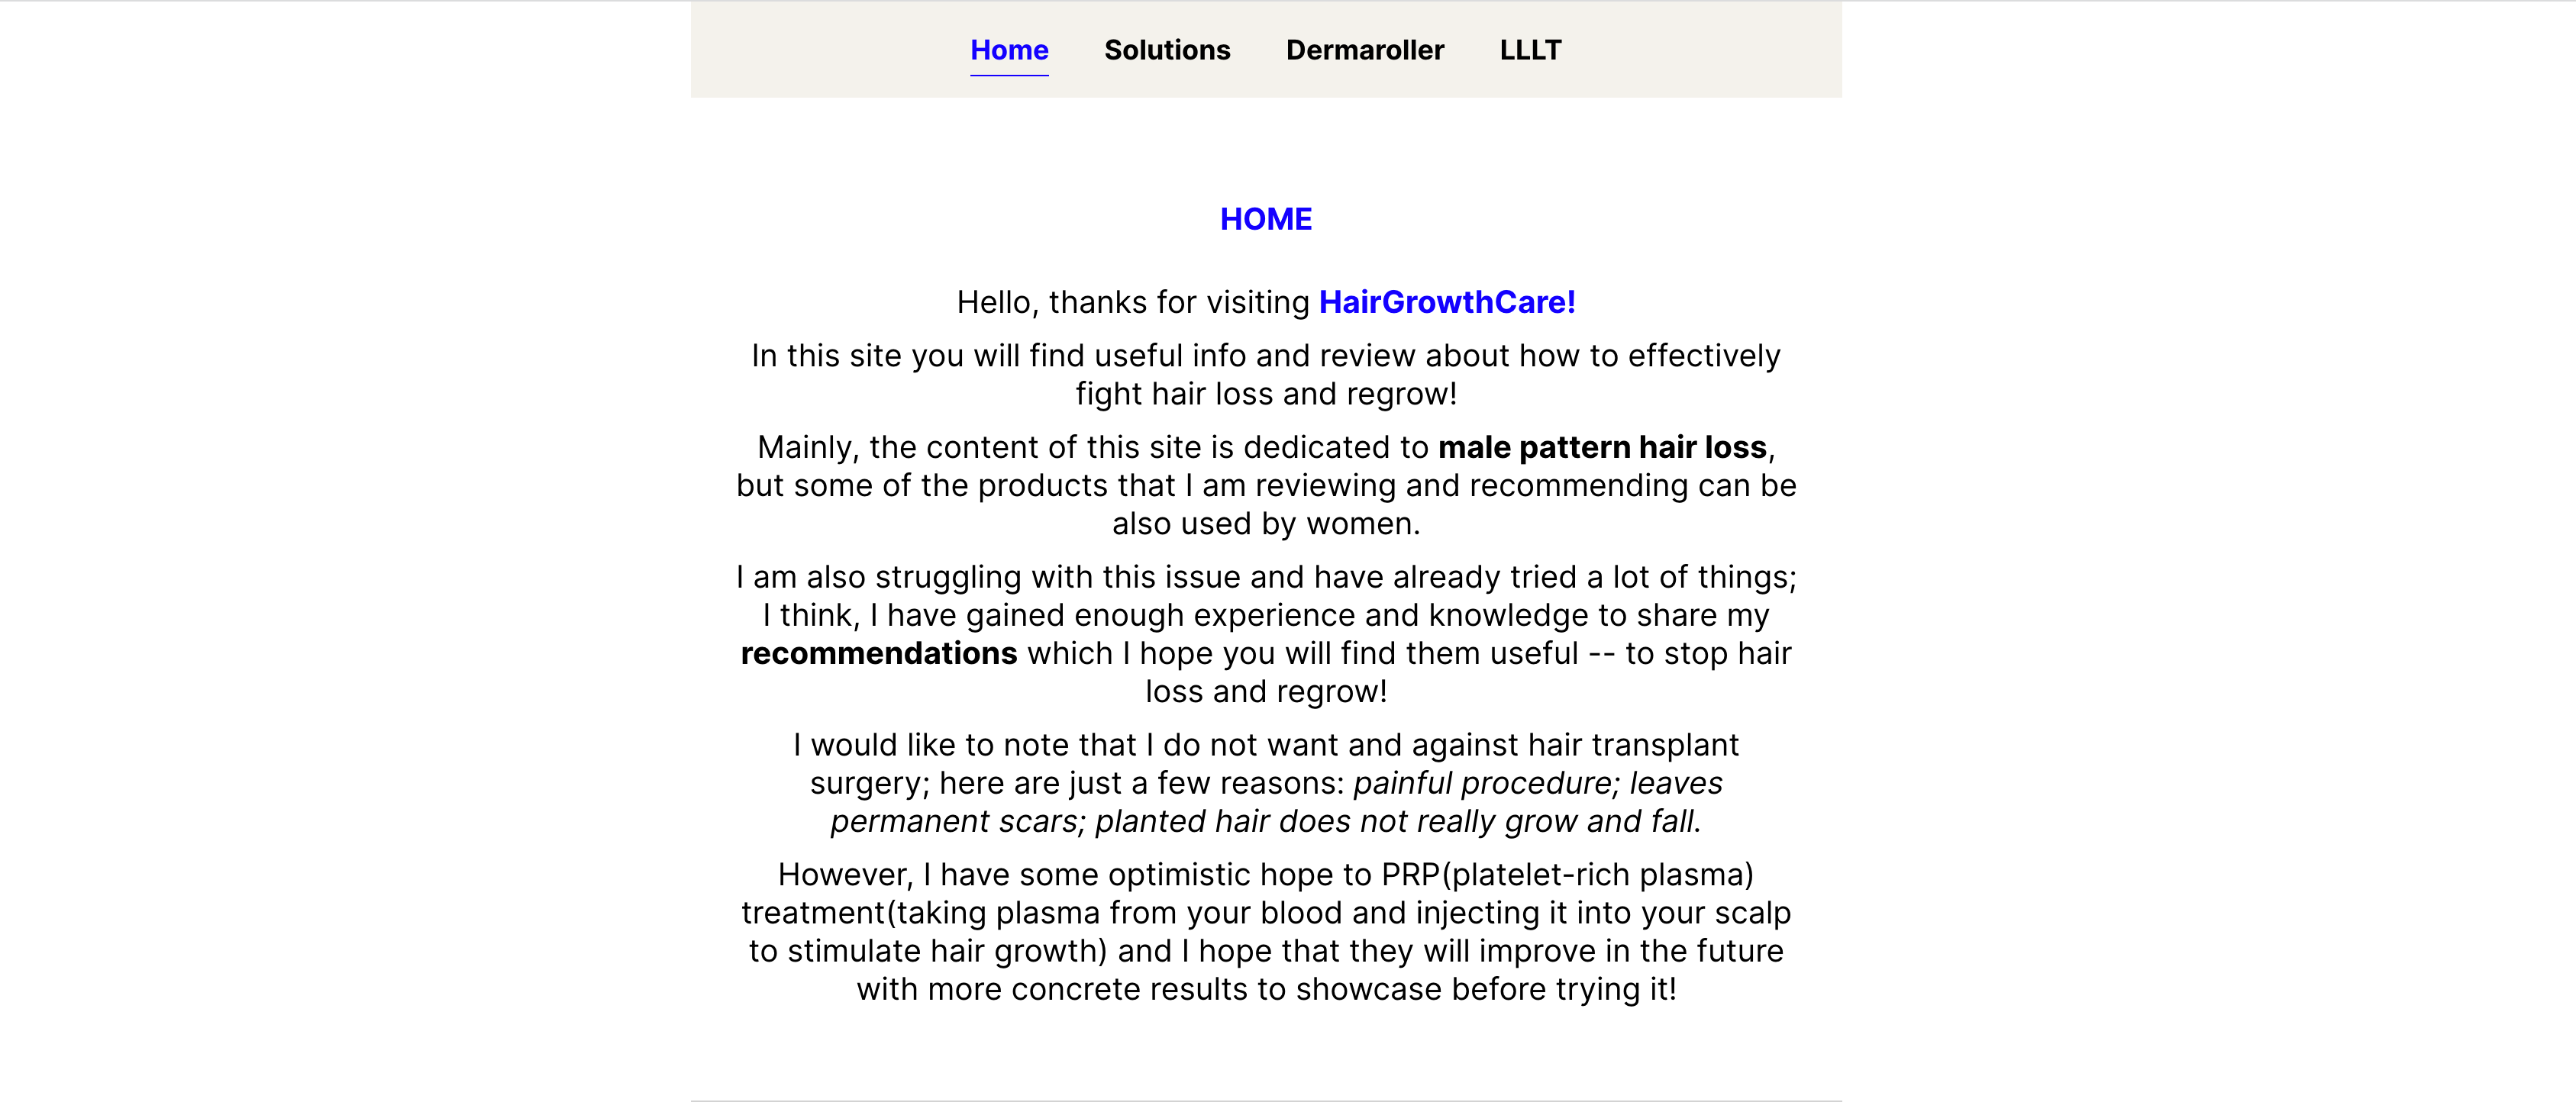 Home Solutions Dermaroller LLLT
HOME
Hello, thanks for visiting HairGrowthCare!
In this site you will find useful info and review about how to effectively
fight hair loss and regrow!
Mainly, the content of this site is dedicated to male pattern hair loss,
but some of the products that I am reviewing and recommending can be
also used by women.
I am also struggling with this issue and have already tried a lot of things;
I think, I have gained enough experience and knowledge to share my
recommendations which I hope you will find them useful -- to stop hair
loss and regrow!
I would like to note that I do not want and against hair transplant
surgery; here are just a few reasons: painful procedure; leaves
permanent scars; planted hair does not really grow and fall.
However, I have some optimistic hope to PRP(platelet-rich plasma)
treatment(taking plasma from your blood and injecting it into your scalp
to stimulate hair growth) and I hope that they will improve in the future
with more concrete results to showcase before trying it!